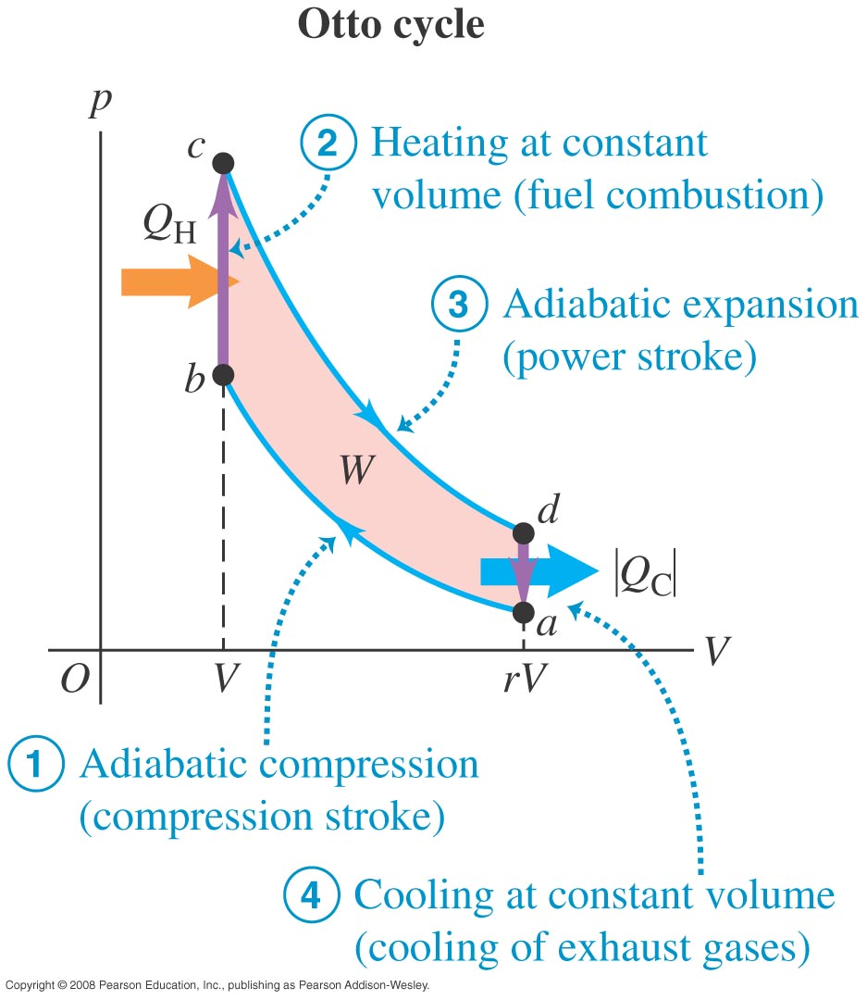 Otto cycle
p
c
2 Heating at constant
volume (fuel combustion)
QH
3 Adiabatic expansion
(power stroke)
b
W
d
|QC|
a
O
V
rV
V
1 Adiabatic compression
(compression stroke)
4 Cooling at constant volume
(cooling of exhaust gases)
Copyright © 2008 Pearson Education, Inc., publishing as Pearson Addison-Wesley.